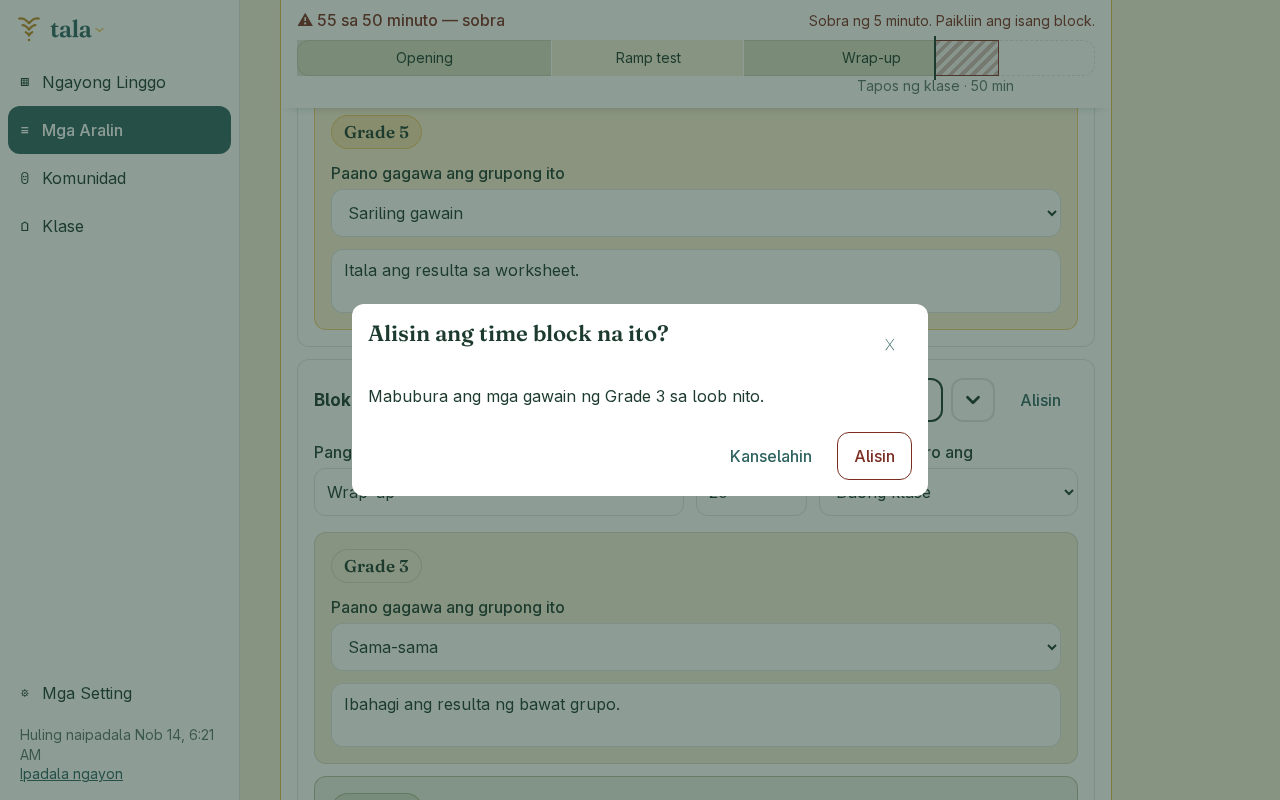 tala
Ngayong Linggo
Mga Aralin
Komunidad
Klase
Mga Setting
Huling naipadala Nob 14, 6:21
AM
Ipadala ngayon
55 sa 50 minuto — sobra
Sobra ng 5 minuto. Paikliin ang isang block.
Opening
Ramp test
Wrap-up
Tapos ng klase · 50 min
Grade 5
Paano gagawa ang grupong ito
Sariling gawain
Itala ang resulta sa worksheet.
Alisin ang time block na ito?
X
Mabubura ang mga gawain ng Grade 3 sa loob nito.
Kanselahin
Alisin
Blok
Alisin
Pang
ang
Wrap-up
Grade 3
Paano gagawa ang grupong ito
Sama-sama
Ibahagi ang resulta ng bawat grupo.